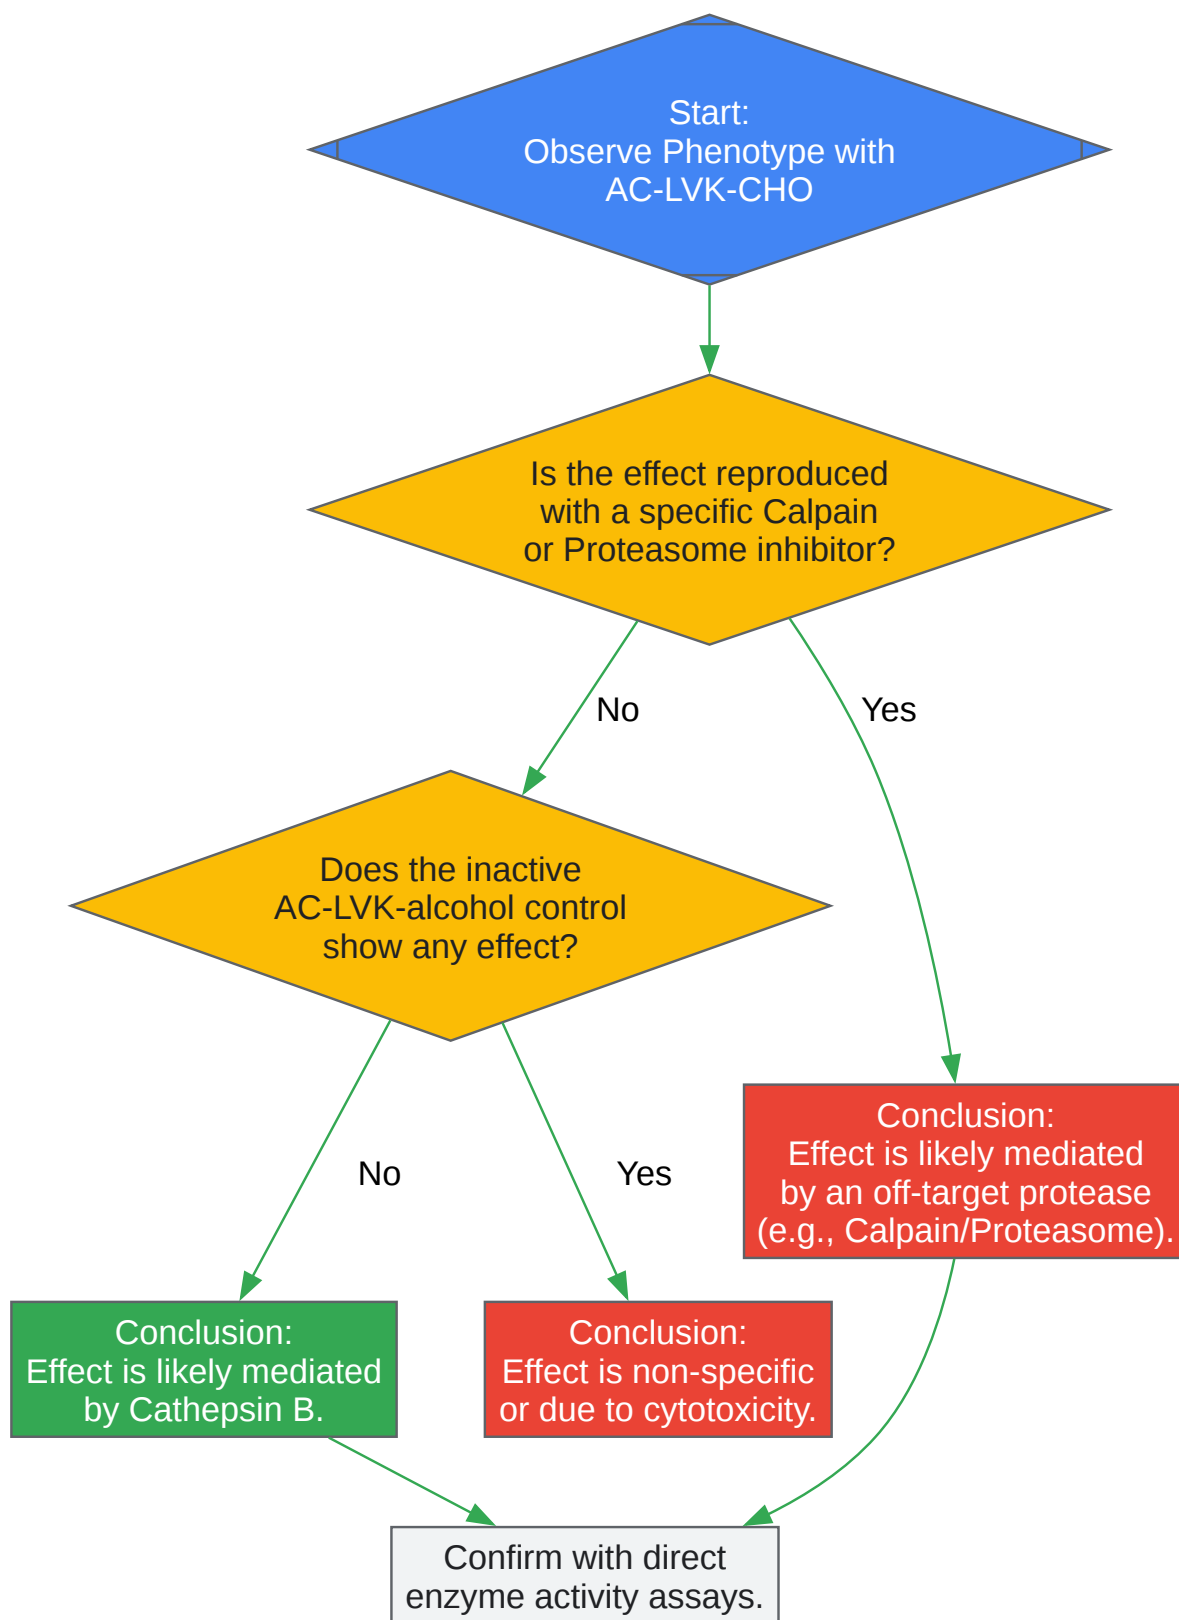 Start:
Observe Phenotype with
AC-LVK-CHO
Is the effect reproduced
with a specific Calpain
or Proteasome inhibitor?
No
Yes
Does the inactive
AC-LVK-alcohol control
show any effect?
No
Yes
Conclusion:
Effect is likely mediated
by an off-target protease
(e.g., Calpain/Proteasome).
Conclusion:
Effect is likely mediated
by Cathepsin B.
Conclusion:
Effect is non-specific
or due to cytotoxicity.
Confirm with direct
enzyme activity assays.